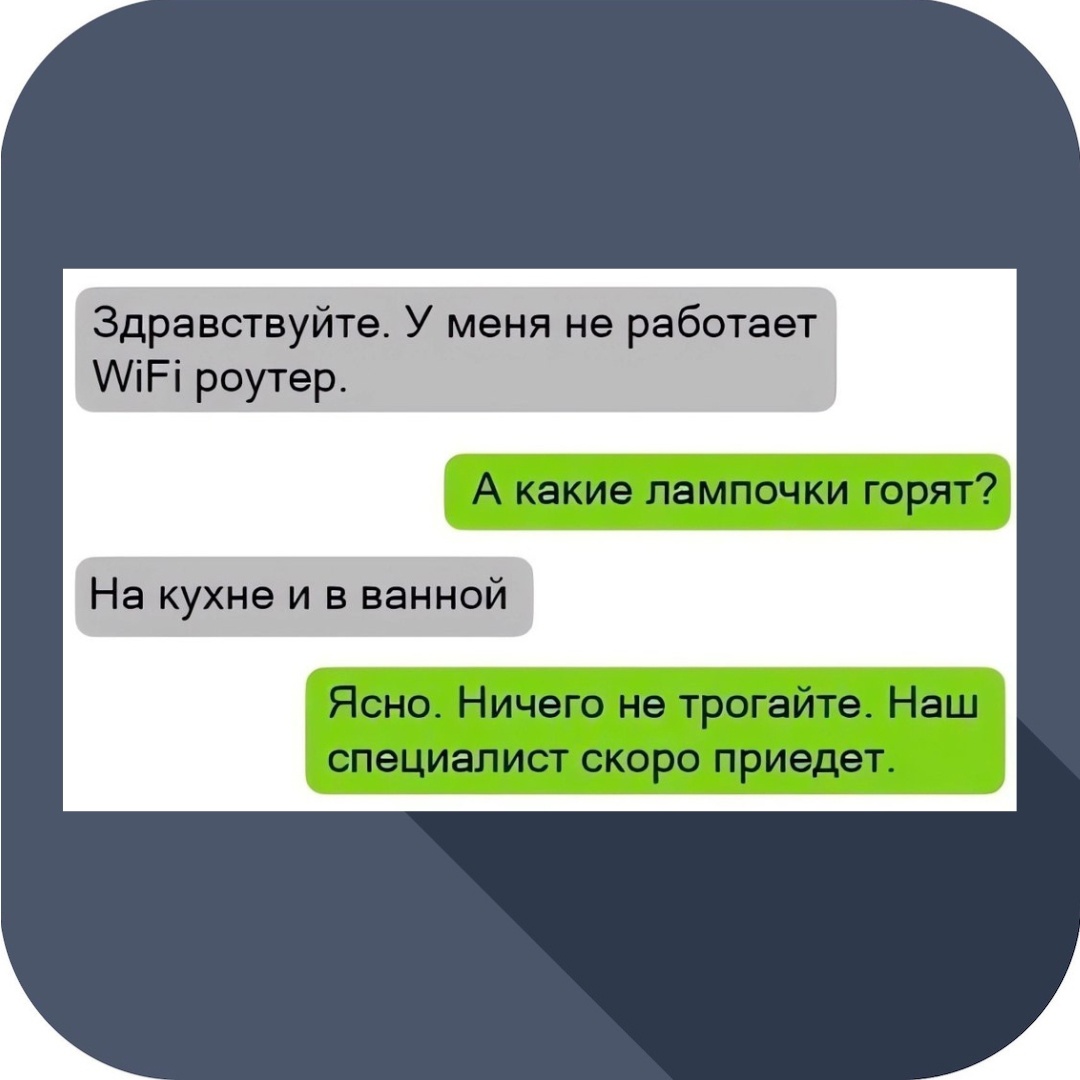 Здравствуйте. У меня не работает
WiFi роутер.
А какие лампочки горят?
На кухне и в ванной
Ясно. Ничего не трогайте. Наш
специалист скоро приедет.